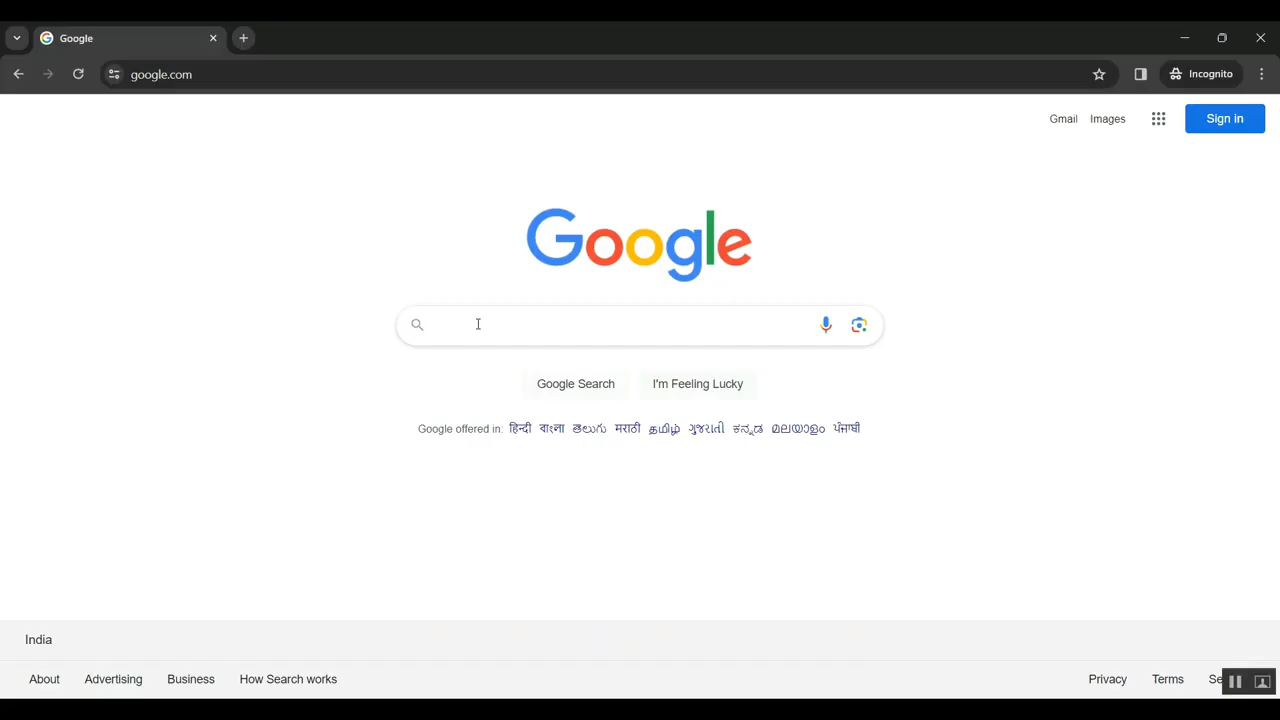 Google
google.com
Incognito
Gmail Images Sign in
Google
Google Search I'm Feeling Lucky
Google offered in: हिन्दी বাংলা తెలుగు मराठी தமிழ் ગુજરાતી ಕನ್ನಡ മലയാളം ਪੰਜਾਬੀ
India
About Advertising Business How Search works Privacy Terms Se